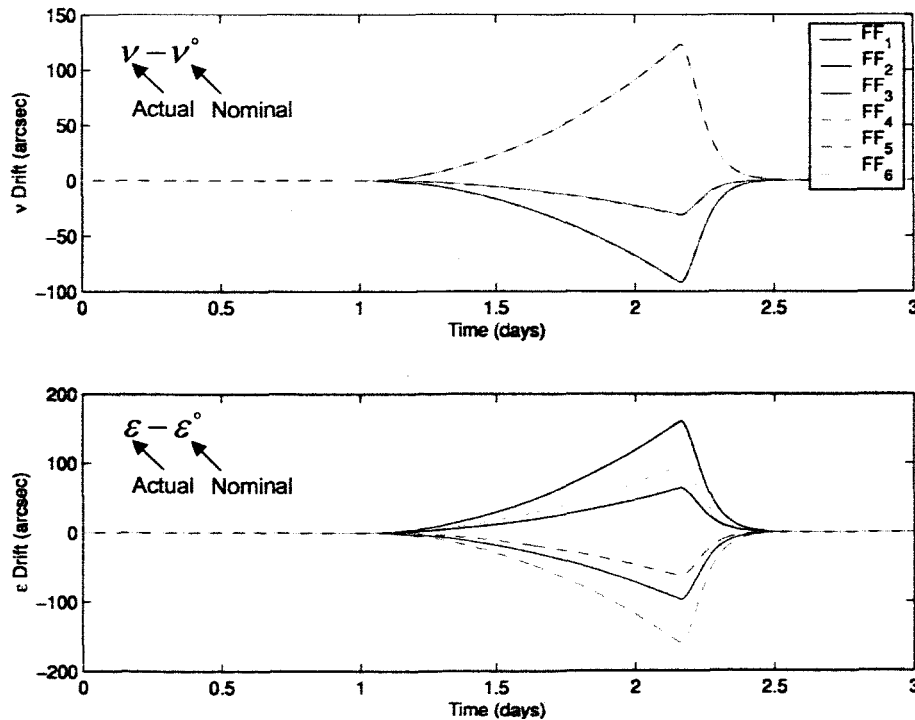 ν – ν°
Actual Nominal
FF1
FF2
FF3
FF4
FF5
FF6
150
100
50
0
–50
–100
ν Drift (arcsec)
0 0.5 1 1.5 2 2.5 3
Time (days)
ε – ε°
Actual Nominal
200
100
0
–100
–200
ε Drift (arcsec)
0 0.5 1 1.5 2 2.5 3
Time (days)